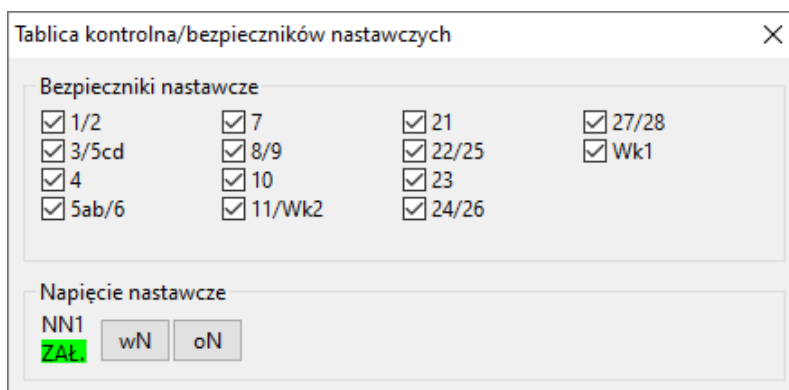 Tablica kontrolna/bezpieczników nastawczych
Bezpieczniki nastawcze
1/2 7 21 27/28
3/5cd 8/9 22/25 Wk1
4 10 23
5ab/6 11/Wk2 24/26
Napięcie nastawcze
NN1
ZAŁ. wN oN